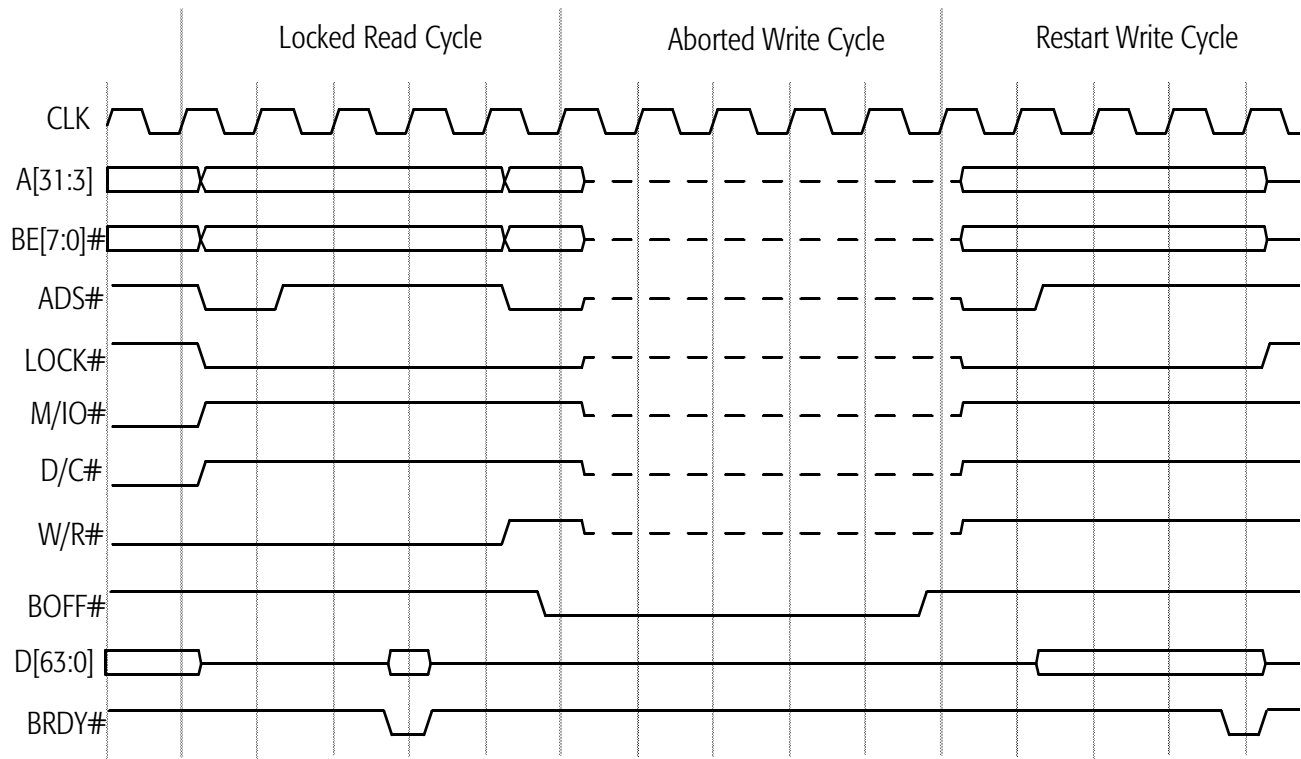 Locked Read Cycle Aborted Write Cycle Restart Write Cycle
CLK
A[31:3]
BE[7:0]#
ADS#
LOCK#
M/IO#
D/C#
W/R#
BOFF#
D[63:0]
BRDY#